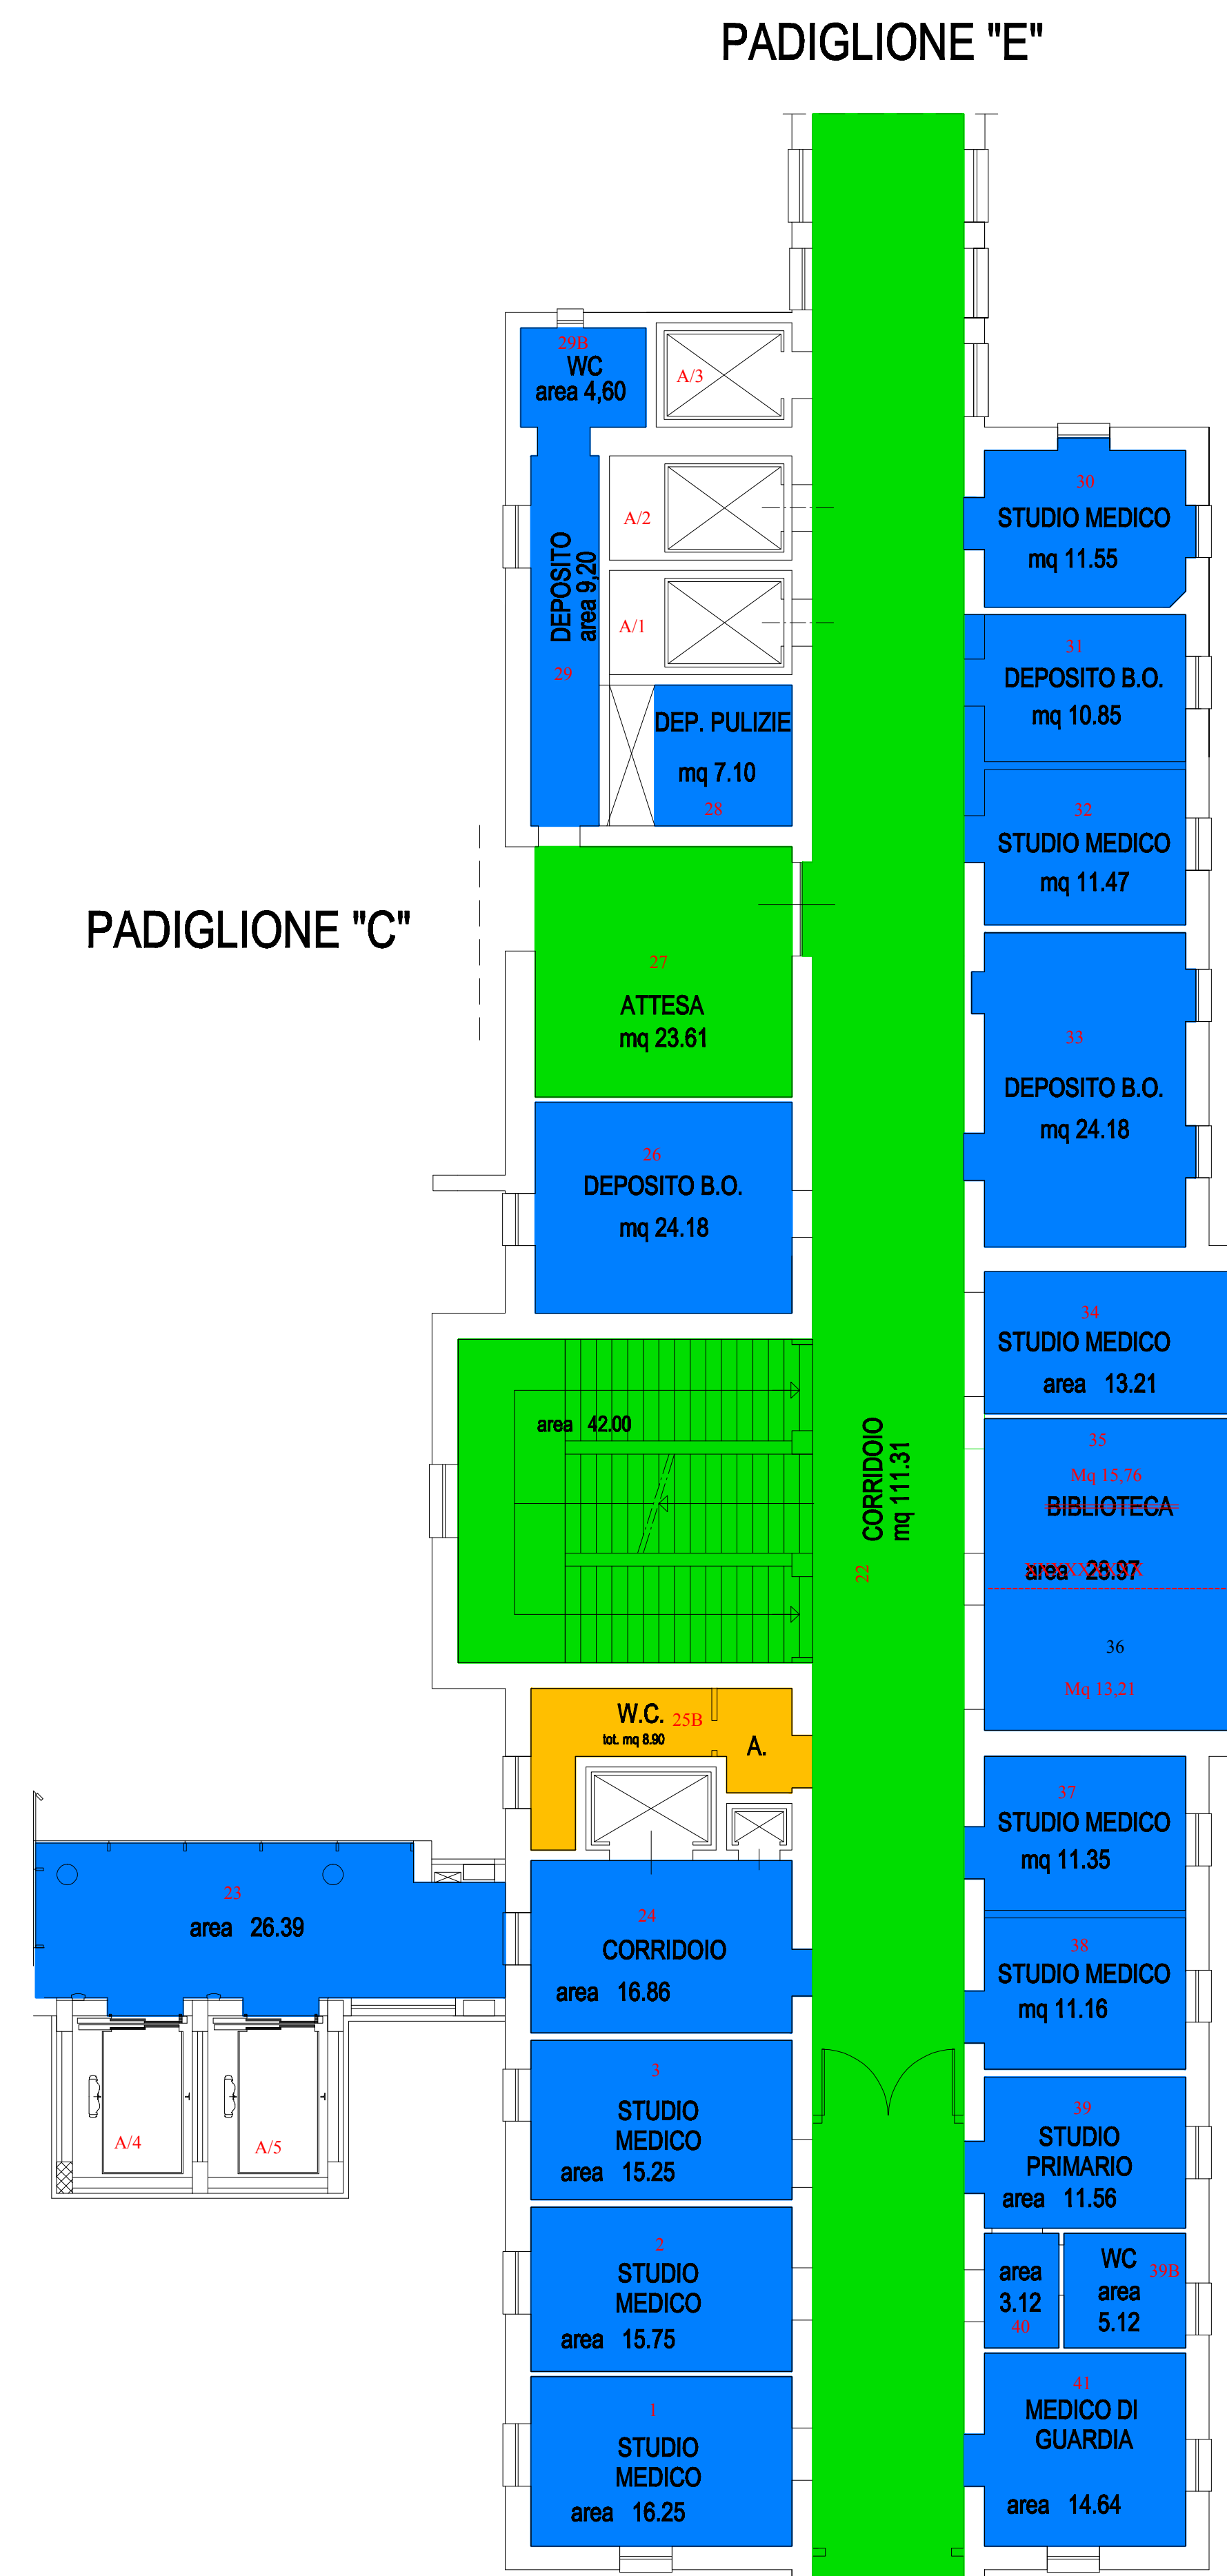 PADIGLIONE "E"
29B
WC
area 4,60
A/3
A/2
A/1
DEPOSITO
area 9,20
29
DEP. PULIZIE
mq 7.10
28
30
STUDIO MEDICO
mq 11.55
31
DEPOSITO B.O.
mq 10.85
32
STUDIO MEDICO
mq 11.47
PADIGLIONE "C"
27
ATTESA
mq 23.61
33
DEPOSITO B.O.
mq 24.18
26
DEPOSITO B.O.
mq 24.18
34
STUDIO MEDICO
area 13.21
area 42.00
CORRIDOIO
mq 111.31
22
35
Mq 15,76
BIBLIOTECA
area 28.97
36
Mq 13,21
W.C.
25B
tot. mq 8.90
A.
37
STUDIO MEDICO
mq 11.35
23
area 26.39
24
CORRIDOIO
area 16.86
38
STUDIO MEDICO
mq 11.16
A/4
A/5
3
STUDIO
MEDICO
area 15.25
39
STUDIO
PRIMARIO
area 11.56
2
STUDIO
MEDICO
area 15.75
area
3.12
40
WC
39B
area
5.12
1
STUDIO
MEDICO
area 16.25
41
MEDICO DI
GUARDIA
area 14.64